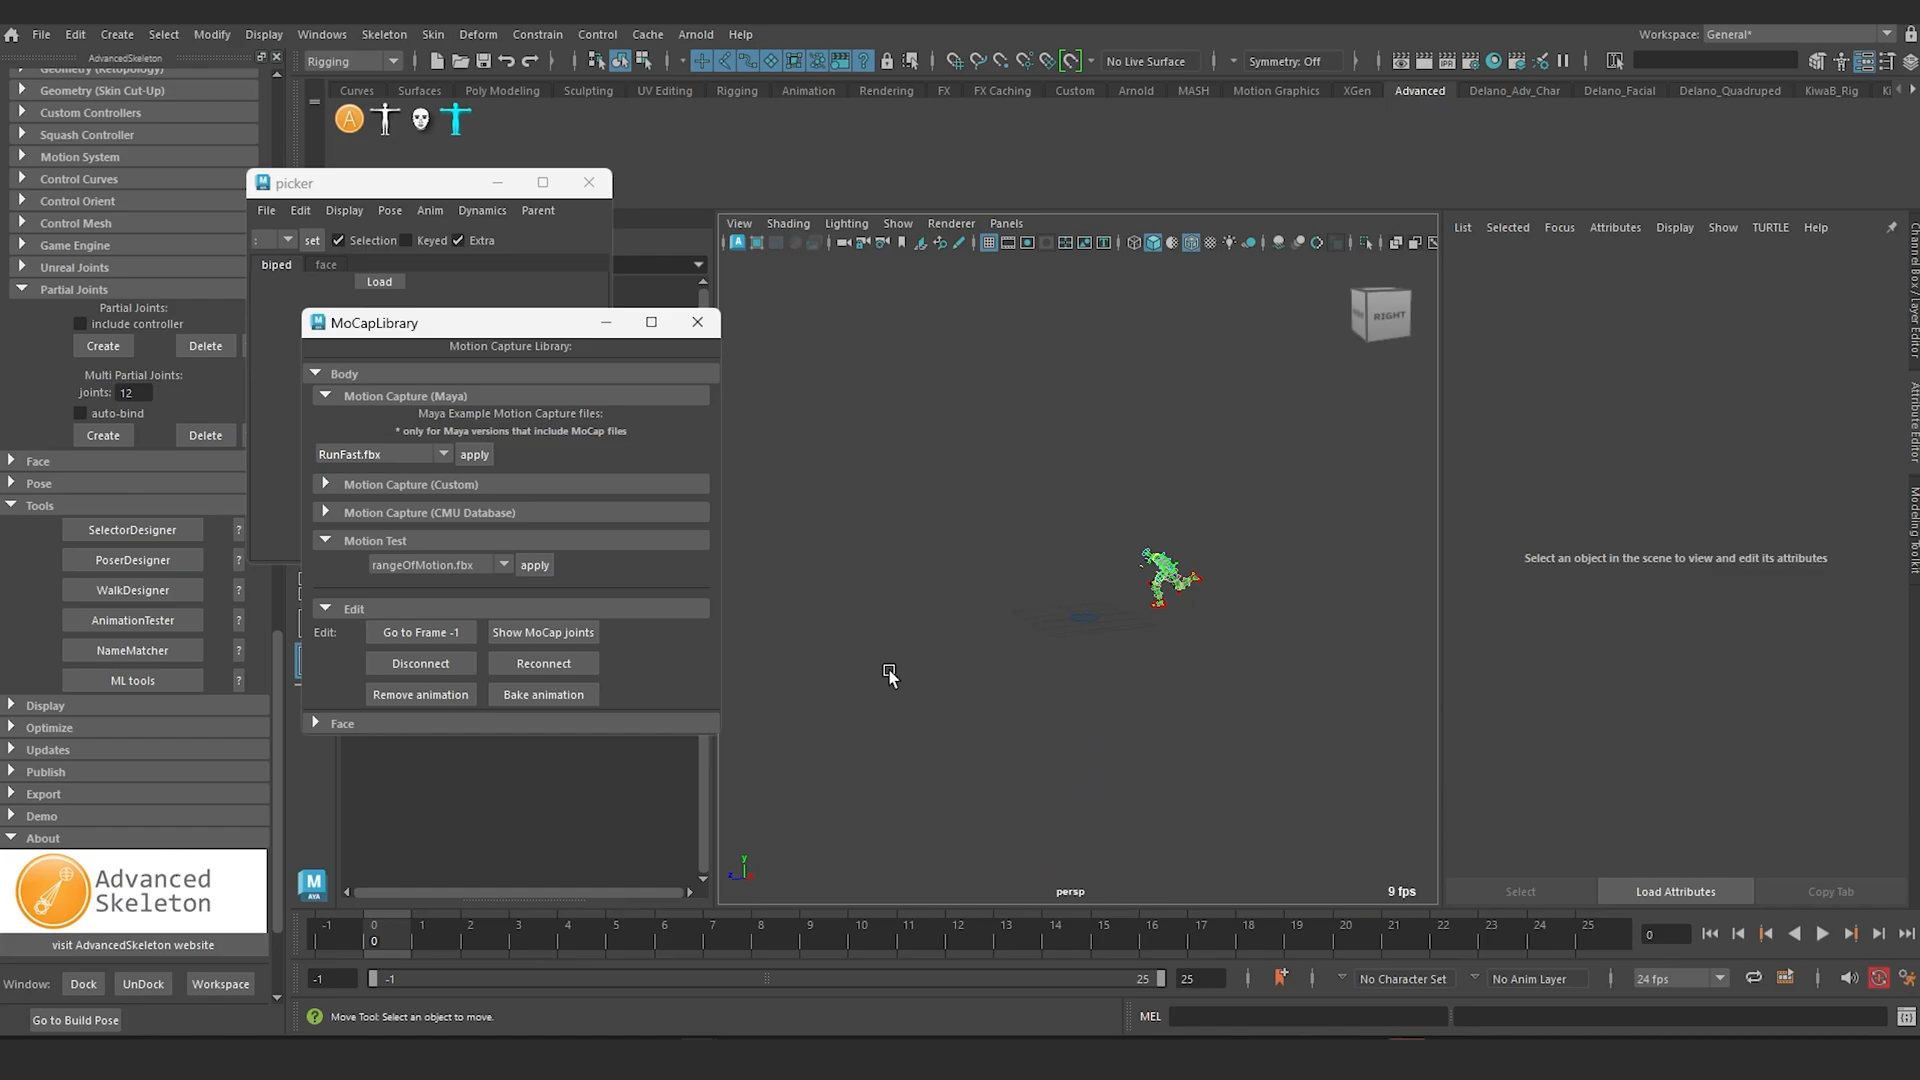 File Edit Create Select Modify Display Windows Skeleton Skin Deform Constrain Control Cache Arnold Help
Workspace: General*
AdvancedSkeleton
Rigging
No Live Surface
Symmetry: Off
Curves Surfaces Poly Modeling Sculpting UV Editing Rigging Animation Rendering FX FX Caching Custom Arnold MASH Motion Graphics XGen Advanced Delano_Adv_Char Delano_Facial Delano_Quadruped KiwaB_Rig Ki
Geometry (Retopology)
Geometry (Skin Cut-Up)
Custom Controllers
Squash Controller
Motion System
Control Curves
Control Orient
Control Mesh
Game Engine
Unreal Joints
Partial Joints
Partial Joints:
include controller
Create Delete
Multi Partial Joints:
joints: 12
auto-bind
Create Delete
Face
Pose
Tools
SelectorDesigner ?
PoserDesigner ?
WalkDesigner ?
AnimationTester ?
NameMatcher ?
ML tools ?
Display
Optimize
Updates
Publish
Export
Demo
About
Advanced
Skeleton
visit AdvancedSkeleton website
Window: Dock UnDock Workspace
Go to Build Pose
picker
File Edit Display Pose Anim Dynamics Parent
: set Selection Keyed Extra
biped face
Load
MoCapLibrary
Motion Capture Library:
Body
Motion Capture (Maya)
Maya Example Motion Capture files:
* only for Maya versions that include MoCap files
RunFast.fbx apply
Motion Capture (Custom)
Motion Capture (CMU Database)
Motion Test
rangeOfMotion.fbx apply
Edit
Edit: Go to Frame -1 Show MoCap joints
Disconnect Reconnect
Remove animation Bake animation
Face
M
AYA
View Shading Lighting Show Renderer Panels
RIGHT
persp
9 fps
List Selected Focus Attributes Display Show TURTLE Help
Select an object in the scene to view and edit its attributes
Select Load Attributes Copy Tab
Channel Box / Layer Editor
Attribute Editor
Modeling Toolkit
-1 0 1 2 3 4 5 6 7 8 9 10 11 12 13 14 15 16 17 18 19 20 21 22 23 24 25
0
0
-1 -1 25 25
No Character Set
No Anim Layer
24 fps
Move Tool: Select an object to move.
MEL